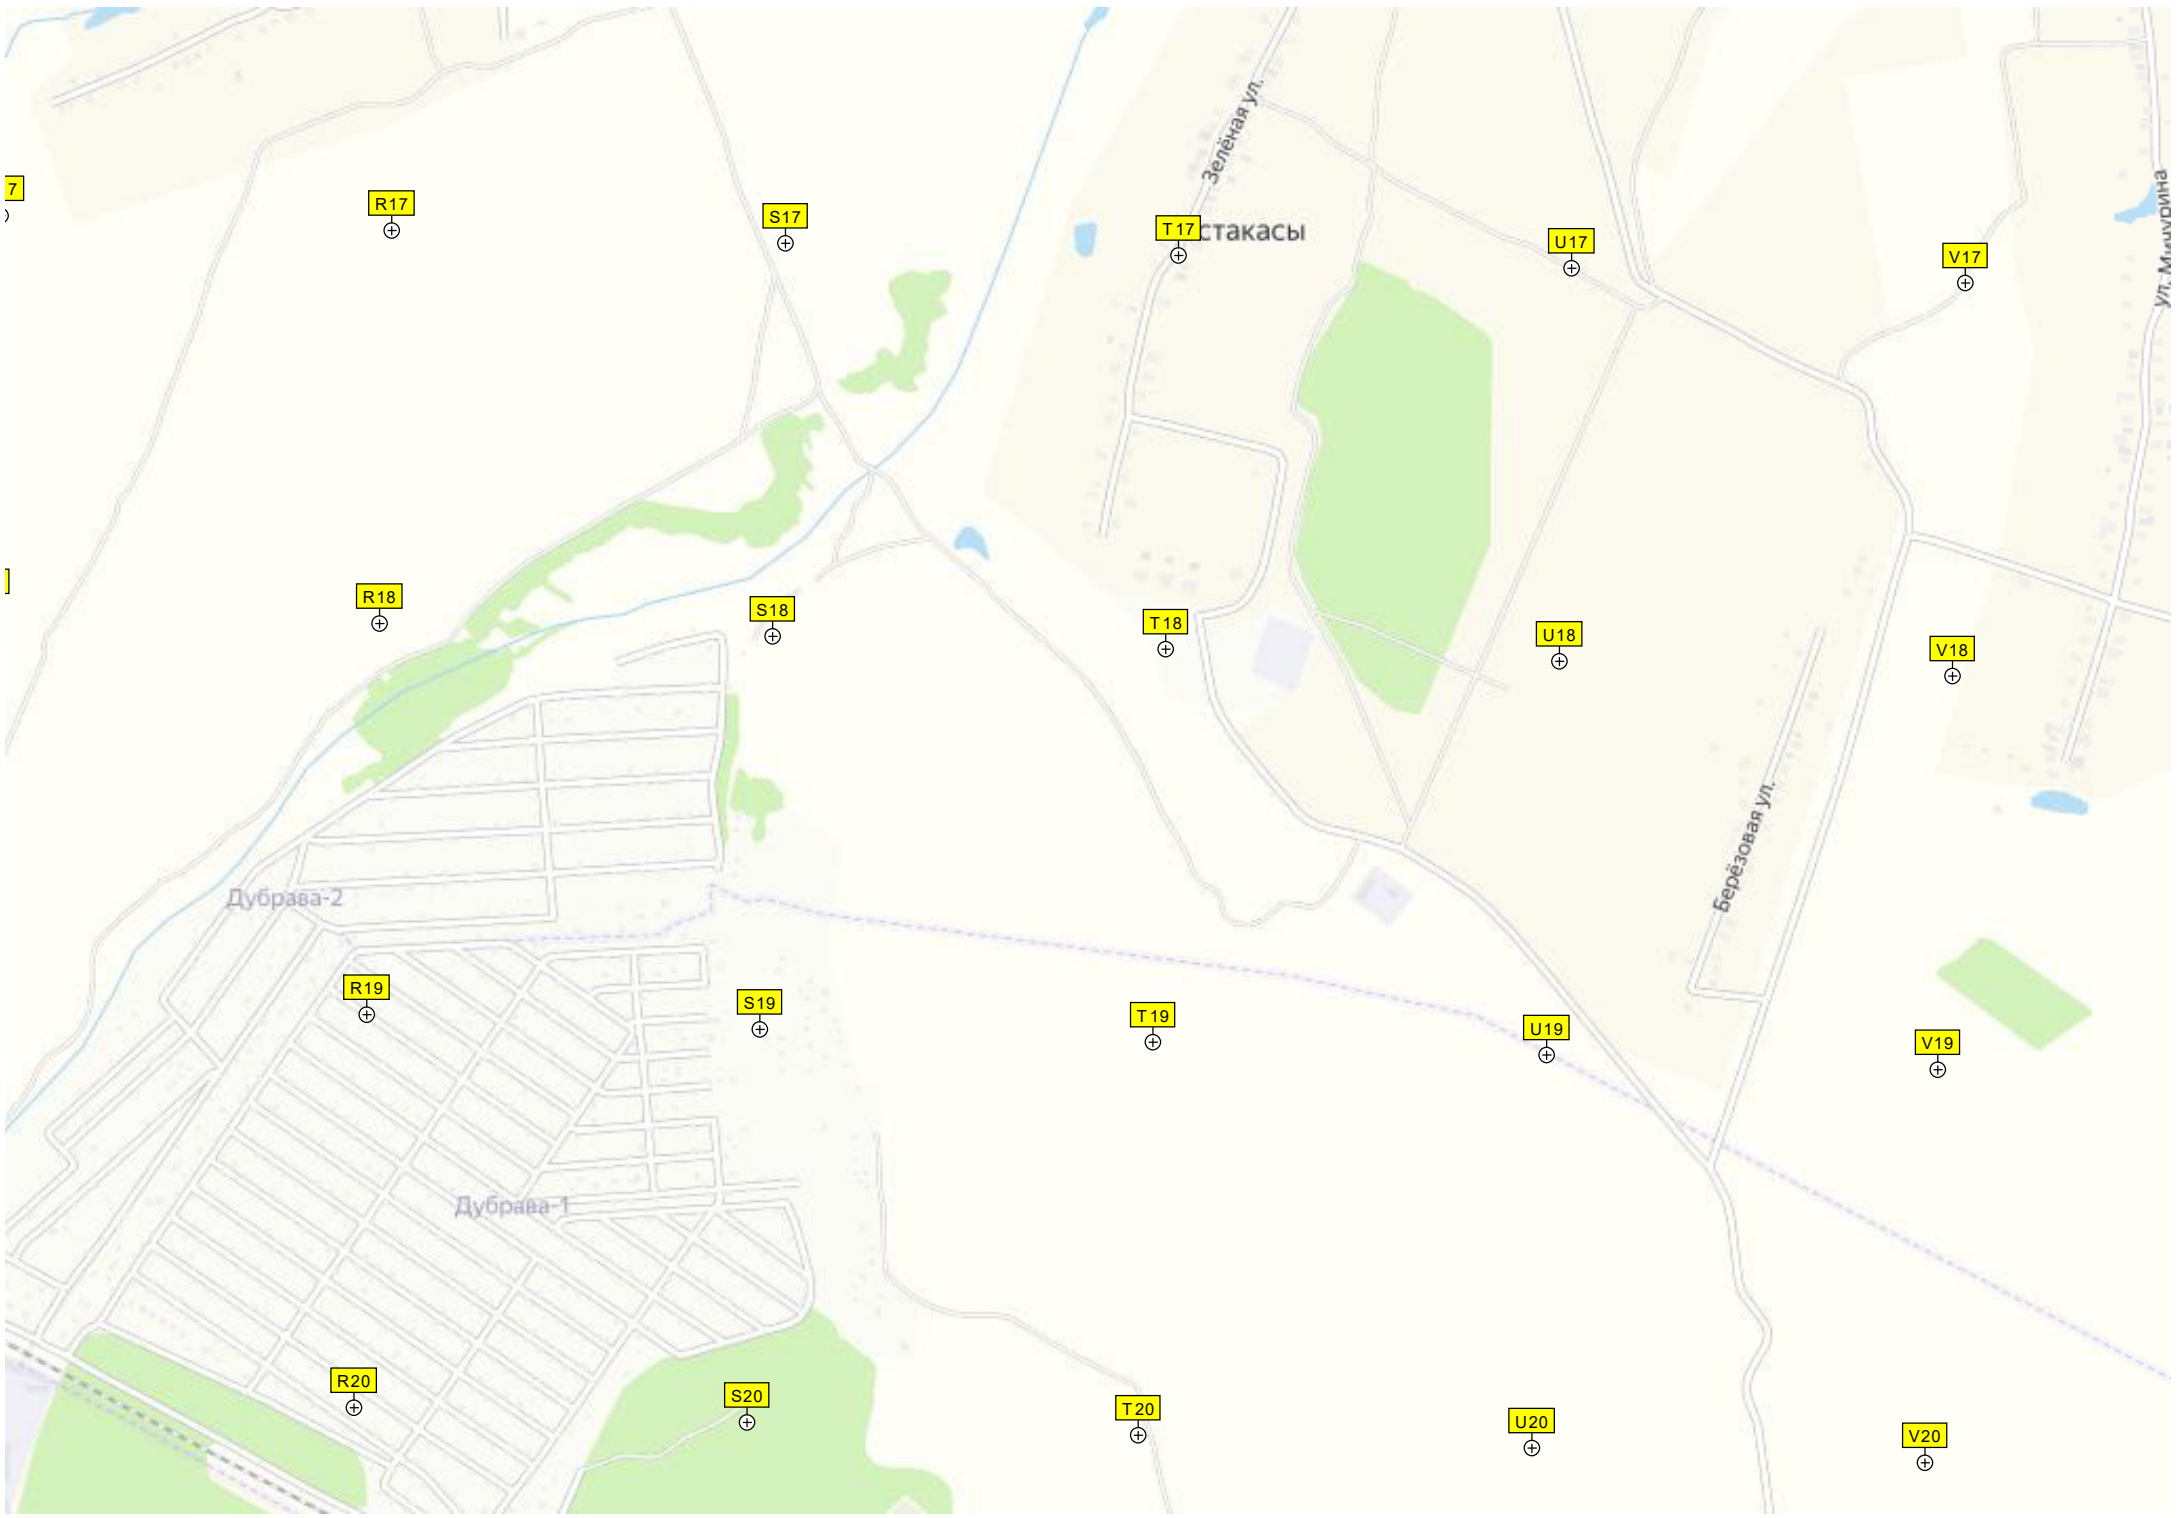 Зелёная ул.
ул. Мичурина
7
R17
S17
T17
стакасы
U17
V17
R18
S18
T18
U18
V18
Берёзовая ул.
Дубрава-2
R19
S19
T19
U19
V19
Дубрава-1
R20
S20
T20
U20
V20